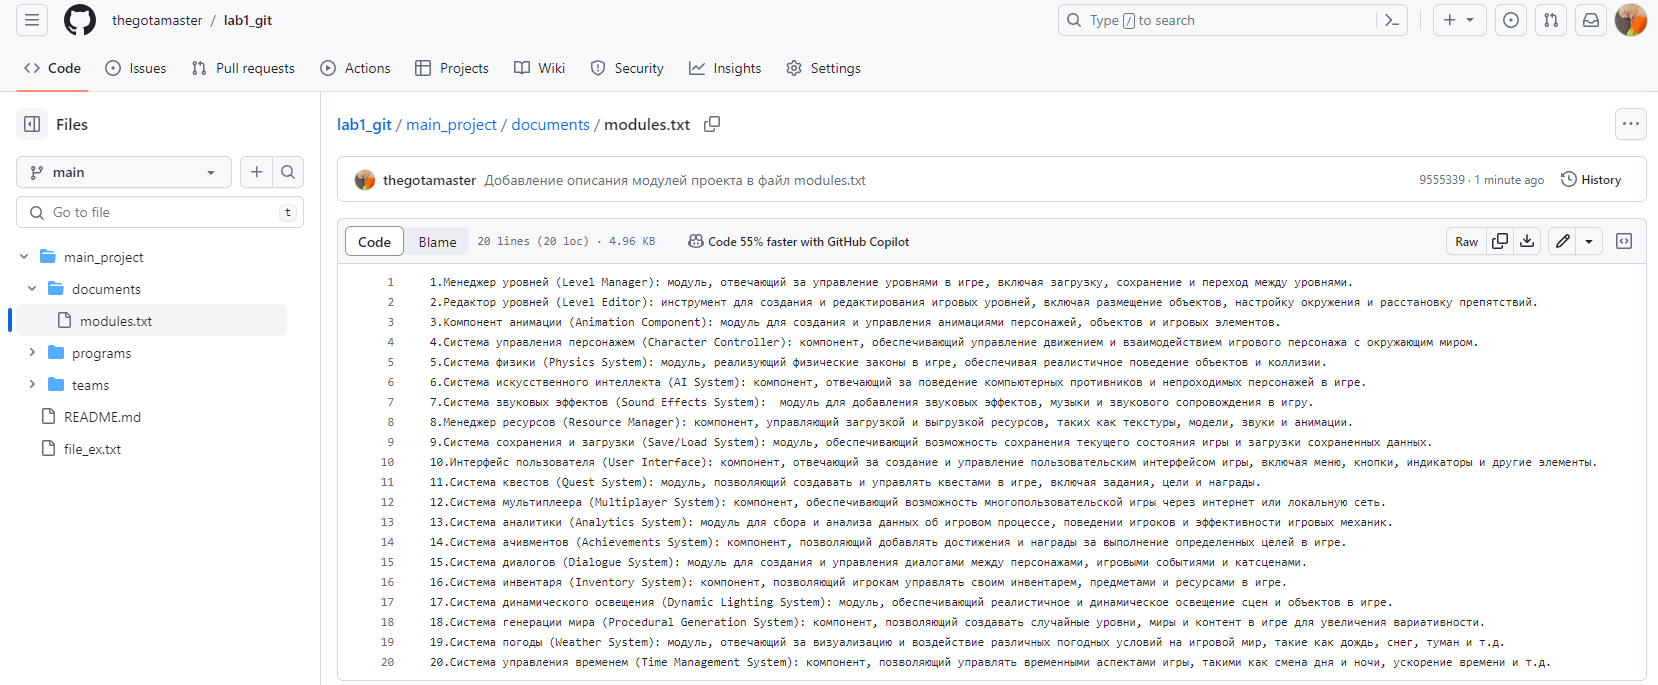 thegotamaster / lab1_git
Type / to search
Code Issues Pull requests Actions Projects Wiki Security Insights Settings
Files
main
Go to file t
main_project
documents
modules.txt
programs
teams
README.md
file_ex.txt
lab1_git / main_project / documents / modules.txt
thegotamaster Добавление описания модулей проекта в файл modules.txt
9555339 · 1 minute ago History
Code Blame 20 lines (20 loc) · 4.96 KB Code 55% faster with GitHub Copilot Raw
1 1.Менеджер уровней (Level Manager): модуль, отвечающий за управление уровнями в игре, включая загрузку, сохранение и переход между уровнями.
2 2.Редактор уровней (Level Editor): инструмент для создания и редактирования игровых уровней, включая размещение объектов, настройку окружения и расстановку препятствий.
3 3.Компонент анимации (Animation Component): модуль для создания и управления анимациями персонажей, объектов и игровых элементов.
4 4.Система управления персонажем (Character Controller): компонент, обеспечивающий управление движением и взаимодействием игрового персонажа с окружающим миром.
5 5.Система физики (Physics System): модуль, реализующий физические законы в игре, обеспечивая реалистичное поведение объектов и коллизии.
6 6.Система искусственного интеллекта (AI System): компонент, отвечающий за поведение компьютерных противников и непроходимых персонажей в игре.
7 7.Система звуковых эффектов (Sound Effects System):  модуль для добавления звуковых эффектов, музыки и звукового сопровождения в игру.
8 8.Менеджер ресурсов (Resource Manager): компонент, управляющий загрузкой и выгрузкой ресурсов, таких как текстуры, модели, звуки и анимации.
9 9.Система сохранения и загрузки (Save/Load System): модуль, обеспечивающий возможность сохранения текущего состояния игры и загрузки сохраненных данных.
10 10.Интерфейс пользователя (User Interface): компонент, отвечающий за создание и управление пользовательским интерфейсом игры, включая меню, кнопки, индикаторы и другие элементы.
11 11.Система квестов (Quest System): модуль, позволяющий создавать и управлять квестами в игре, включая задания, цели и награды.
12 12.Система мультиплеера (Multiplayer System): компонент, обеспечивающий возможность многопользовательской игры через интернет или локальную сеть.
13 13.Система аналитики (Analytics System): модуль для сбора и анализа данных об игровом процессе, поведении игроков и эффективности игровых механик.
14 14.Система ачивментов (Achievements System): компонент, позволяющий добавлять достижения и награды за выполнение определенных целей в игре.
15 15.Система диалогов (Dialogue System): модуль для создания и управления диалогами между персонажами, игровыми событиями и катсценами.
16 16.Система инвентаря (Inventory System): компонент, позволяющий игрокам управлять своим инвентарем, предметами и ресурсами в игре.
17 17.Система динамического освещения (Dynamic Lighting System): модуль, обеспечивающий реалистичное и динамическое освещение сцен и объектов в игре.
18 18.Система генерации мира (Procedural Generation System): компонент, позволяющий создавать случайные уровни, миры и контент в игре для увеличения вариативности.
19 19.Система погоды (Weather System): модуль, отвечающий за визуализацию и воздействие различных погодных условий на игровой мир, такие как дождь, снег, туман и т.д.
20 20.Система управления временем (Time Management System): компонент, позволяющий управлять временными аспектами игры, такими как смена дня и ночи, ускорение времени и т.д.